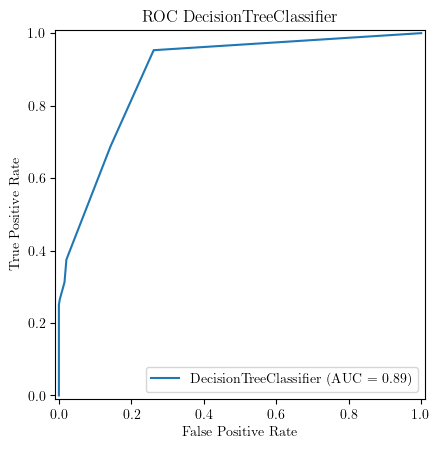 ROC DecisionTreeClassifier
True Positive Rate
1.0
0.8
0.6
0.4
0.2
0.0
DecisionTreeClassifier (AUC = 0.89)
0.0 0.2 0.4 0.6 0.8 1.0
False Positive Rate